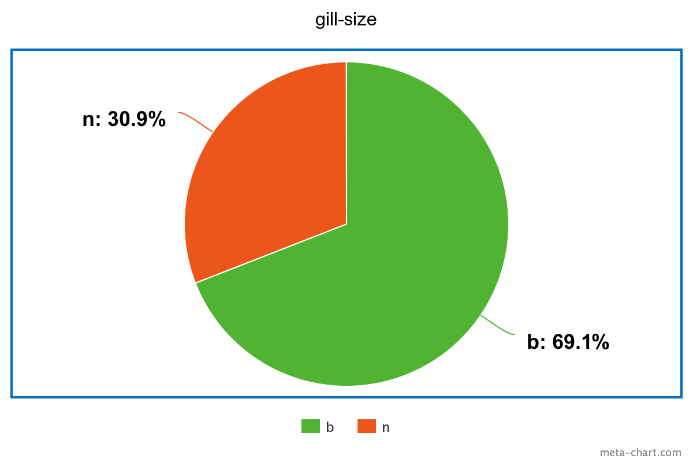 gill-size
n: 30.9%
b: 69.1%
b n
meta-chart.com